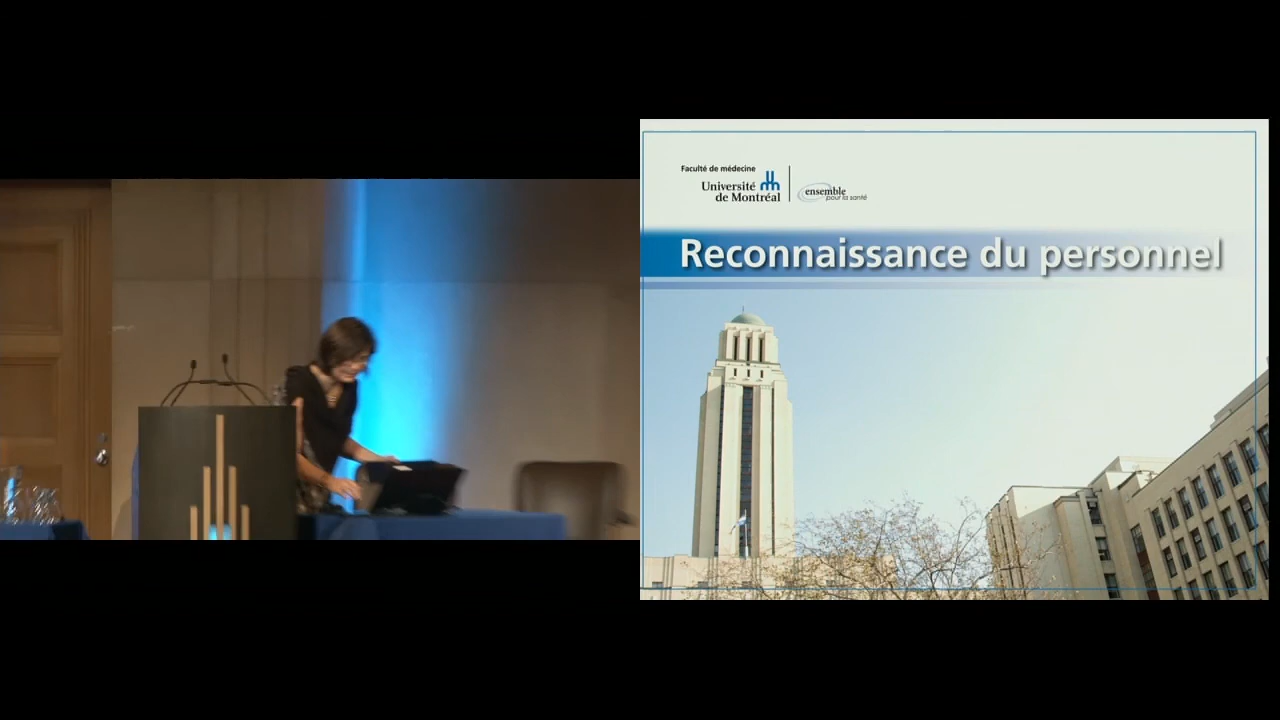 Faculté de médecine
Université
de Montréal
ensemble
pour la santé
Reconnaissance du personnel